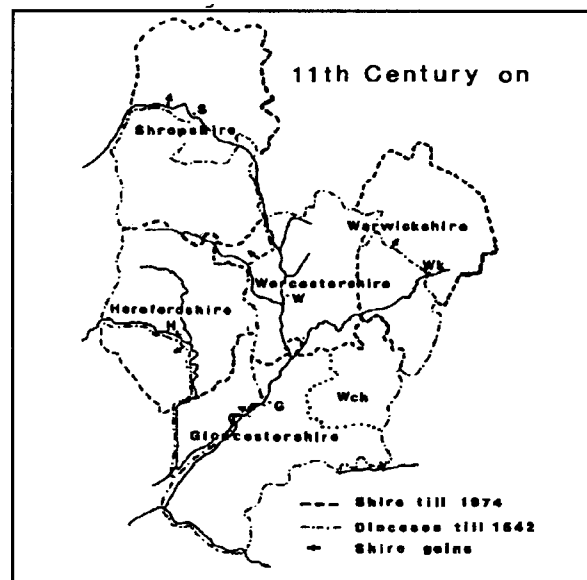 11th Century on
S
Shropshire
Warwickshire
Wk
Worcestershire
W
Herefordshire
H
Wch
G
Gloucestershire
Shire till 1974
Dioceses till 1542
Shire gains